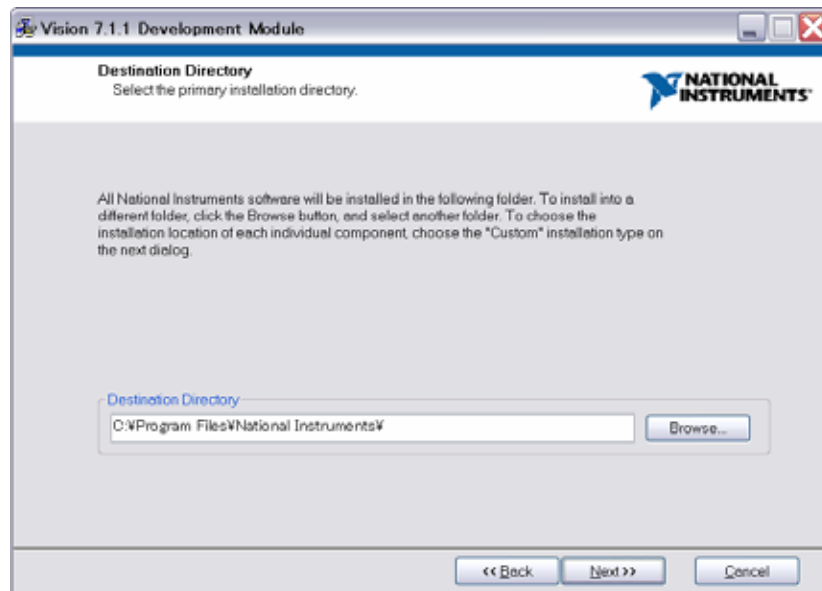 Vision 7.1.1 Development Module
Destination Directory
Select the primary installation directory.
NATIONAL
INSTRUMENTS™
All National Instruments software will be installed in the following folder. To install into a
different folder, click the Browse button, and select another folder. To choose the
installation location of each individual component, choose the "Custom" installation type on
the next dialog.
Destination Directory
C:¥Program Files¥National Instruments¥
Browse...
<< Back
Next >>
Cancel